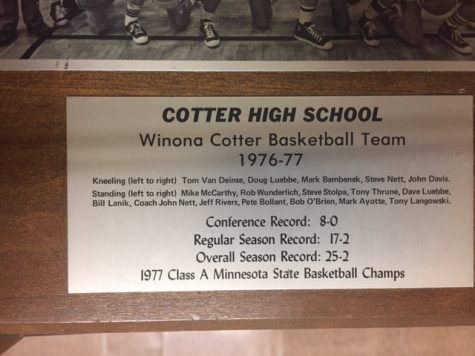 COTTER HIGH SCHOOL
Winona Cotter Basketball Team
1976-77
Kneeling (left to right) Tom Van Deinse, Doug Luebbe, Mark Bambenek, Steve Nett, John Davis.
Standing (left to right) Mike McCarthy, Rob Wunderlich, Steve Stolpa, Tony Thrune, Dave Luebbe,
Bill Lanik, Coach John Nett, Jeff Rivers, Pete Bollant, Bob O'Brien, Mark Ayotte, Tony Langowski.
Conference Record: 8-0
Regular Season Record: 17-2
Overall Season Record: 25-2
1977 Class A Minnesota State Basketball Champs